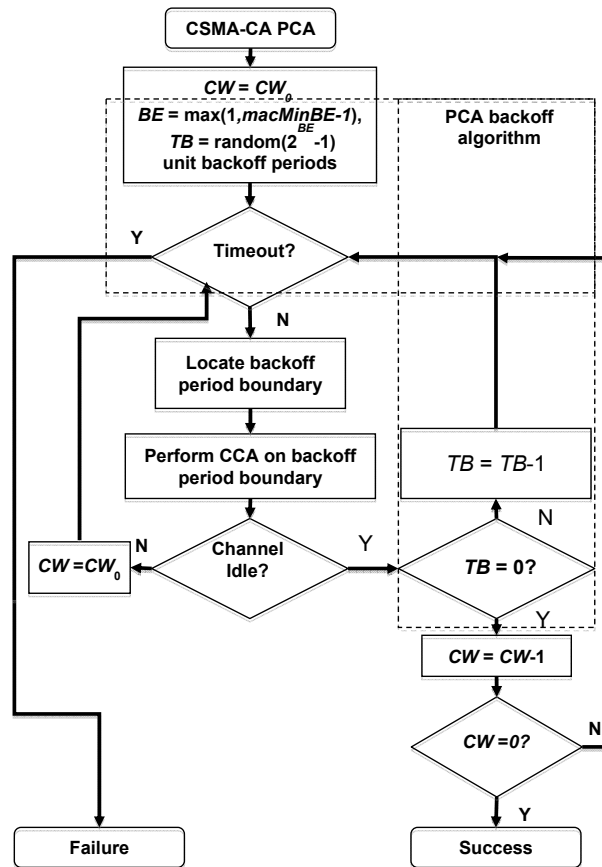 CSMA-CA PCA
CW = CW0
BE = max(1,macMinBE-1),
TB = random(2^BE -1)
unit backoff periods
PCA backoff
algorithm
Y
Timeout?
N
Locate backoff
period boundary
Perform CCA on backoff
period boundary
TB = TB-1
N
Channel
Idle?
N
Y
CW =CW0
TB = 0?
Y
CW = CW-1
CW =0?
N
Y
Failure
Success